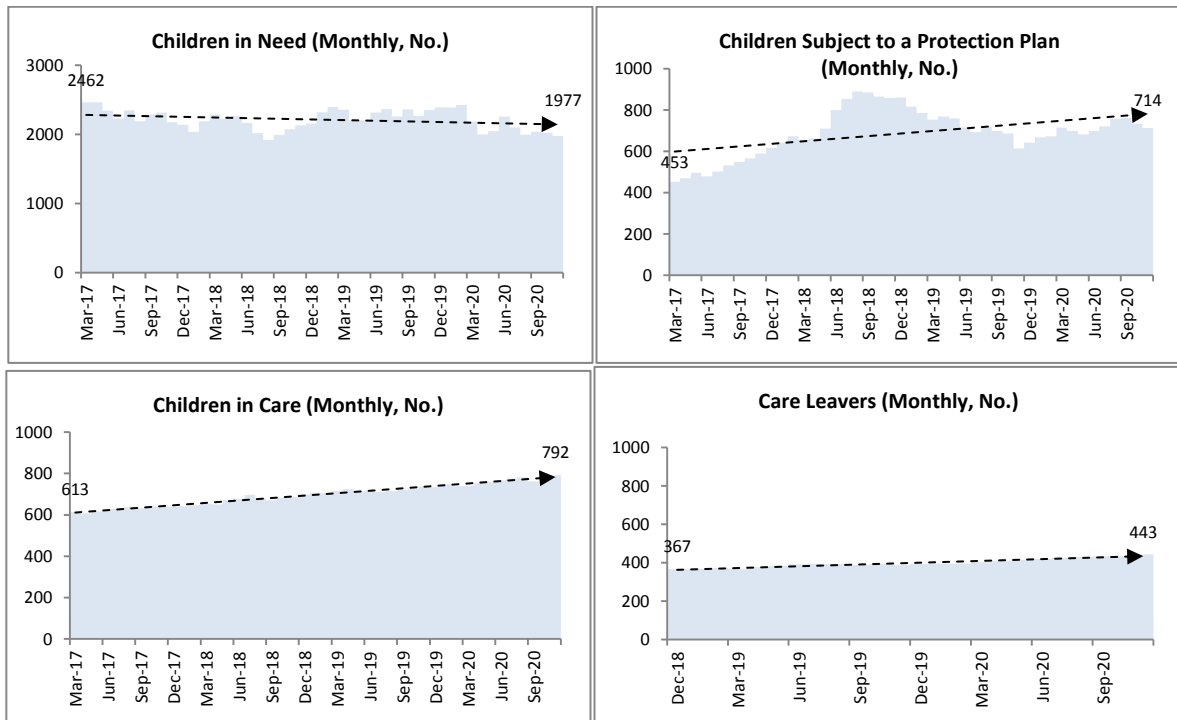 Children in Need (Monthly, No.)
3000
2000
1000
0
2462
1977
Mar-17
Jun-17
Sep-17
Dec-17
Mar-18
Jun-18
Sep-18
Dec-18
Mar-19
Jun-19
Sep-19
Dec-19
Mar-20
Jun-20
Sep-20
Children Subject to a Protection Plan
(Monthly, No.)
1000
800
600
400
200
0
453
714
Mar-17
Jun-17
Sep-17
Dec-17
Mar-18
Jun-18
Sep-18
Dec-18
Mar-19
Jun-19
Sep-19
Dec-19
Mar-20
Jun-20
Sep-20
Children in Care (Monthly, No.)
1000
800
600
400
200
0
613
792
Mar-17
Jun-17
Sep-17
Dec-17
Mar-18
Jun-18
Sep-18
Dec-18
Mar-19
Jun-19
Sep-19
Dec-19
Mar-20
Jun-20
Sep-20
Care Leavers (Monthly, No.)
1000
800
600
400
200
0
367
443
Dec-18
Mar-19
Jun-19
Sep-19
Dec-19
Mar-20
Jun-20
Sep-20